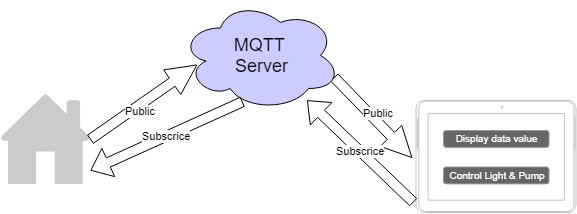 MQTT
Server
Public
Subscrice
Public
Subscrice
Display data value
Control Light & Pump